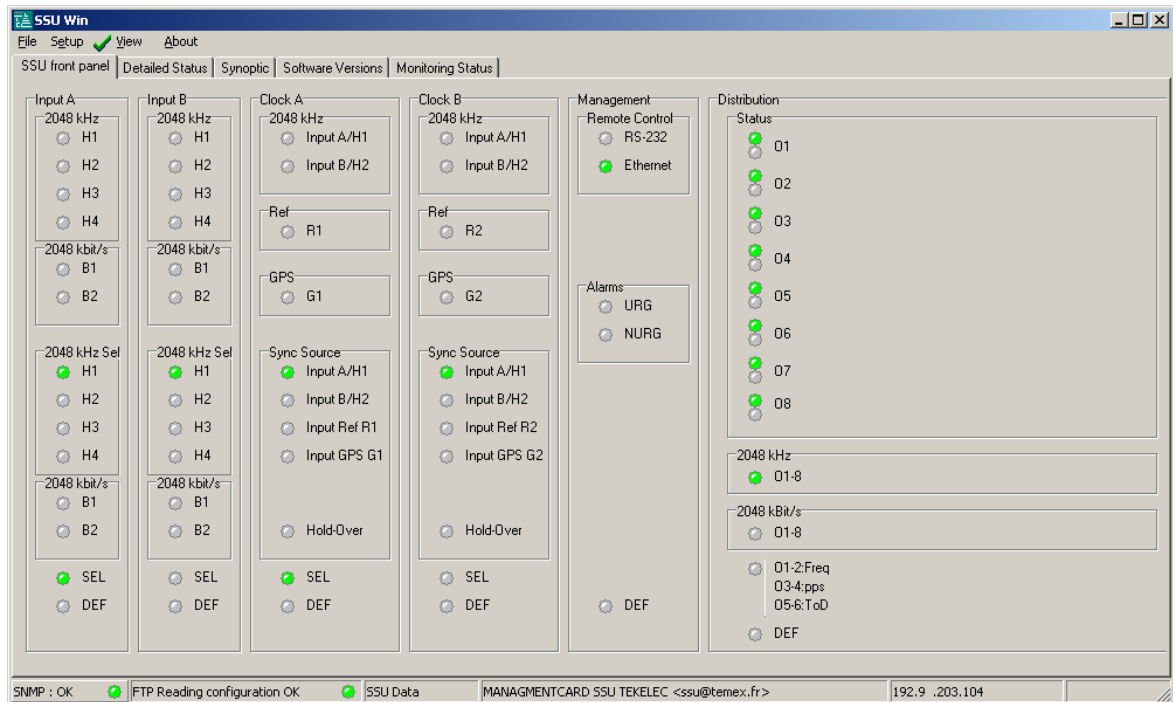 SSU Win
File Setup View About
SSU front panel Detailed Status Synoptic Software Versions Monitoring Status
Input A
2048 kHz
H1
H2
H3
H4
2048 kbit/s
B1
B2
2048 kHz Sel
H1
H2
H3
H4
2048 kbit/s
B1
B2
SEL
DEF
Input B
2048 kHz
H1
H2
H3
H4
2048 kbit/s
B1
B2
2048 kHz Sel
H1
H2
H3
H4
2048 kbit/s
B1
B2
SEL
DEF
Clock A
2048 kHz
Input A/H1
Input B/H2
Ref
R1
GPS
G1
Sync Source
Input A/H1
Input B/H2
Input Ref R1
Input GPS G1
Hold-Over
SEL
DEF
Clock B
2048 kHz
Input A/H1
Input B/H2
Ref
R2
GPS
G2
Sync Source
Input A/H1
Input B/H2
Input Ref R2
Input GPS G2
Hold-Over
SEL
DEF
Management
Remote Control
RS-232
Ethernet
Alarms
URG
NURG
DEF
Distribution
Status
O1
O2
O3
O4
O5
O6
O7
O8
2048 kHz
O1-8
2048 kBit/s
O1-8
O1-2:Freq
O3-4:pps
O5-6:ToD
DEF
SNMP : OK FTP Reading configuration OK SSU Data MANAGMENTCARD SSU TEKELEC <ssu@temex.fr> 192.9 .203.104